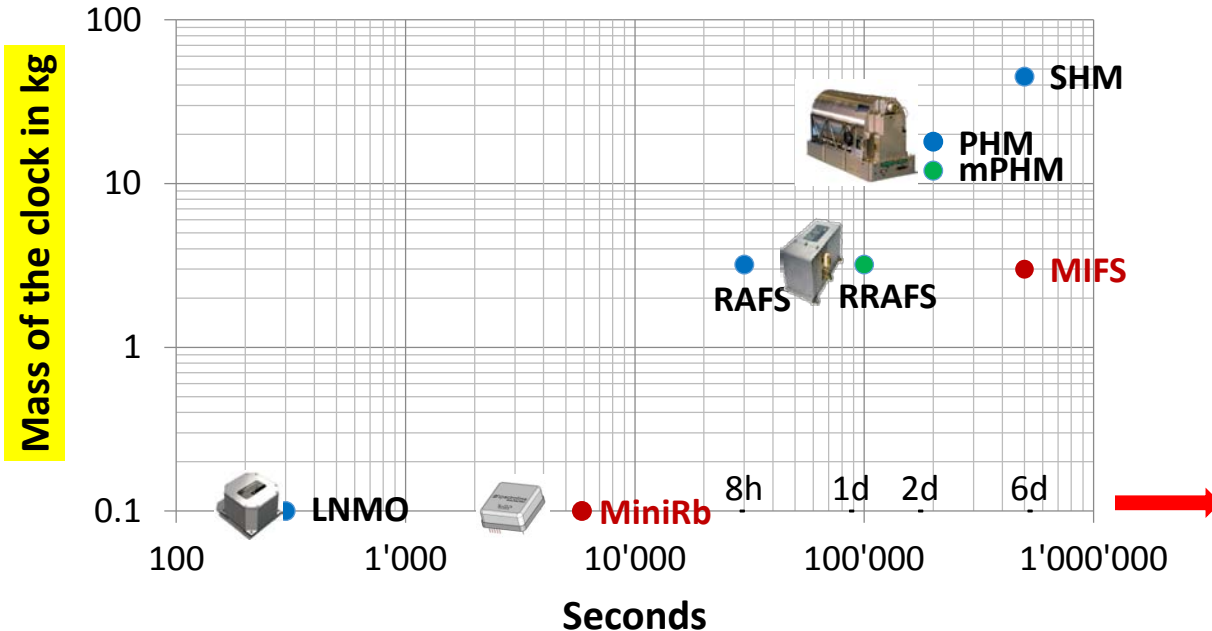 Mass of the clock in kg
100
10
1
0.1
SHM
PHM
mPHM
MIFS
RAFS
RRAFS
LNMO
MiniRb
8h
1d
2d
6d
100
1'000
10'000
100'000
1'000'000
Seconds